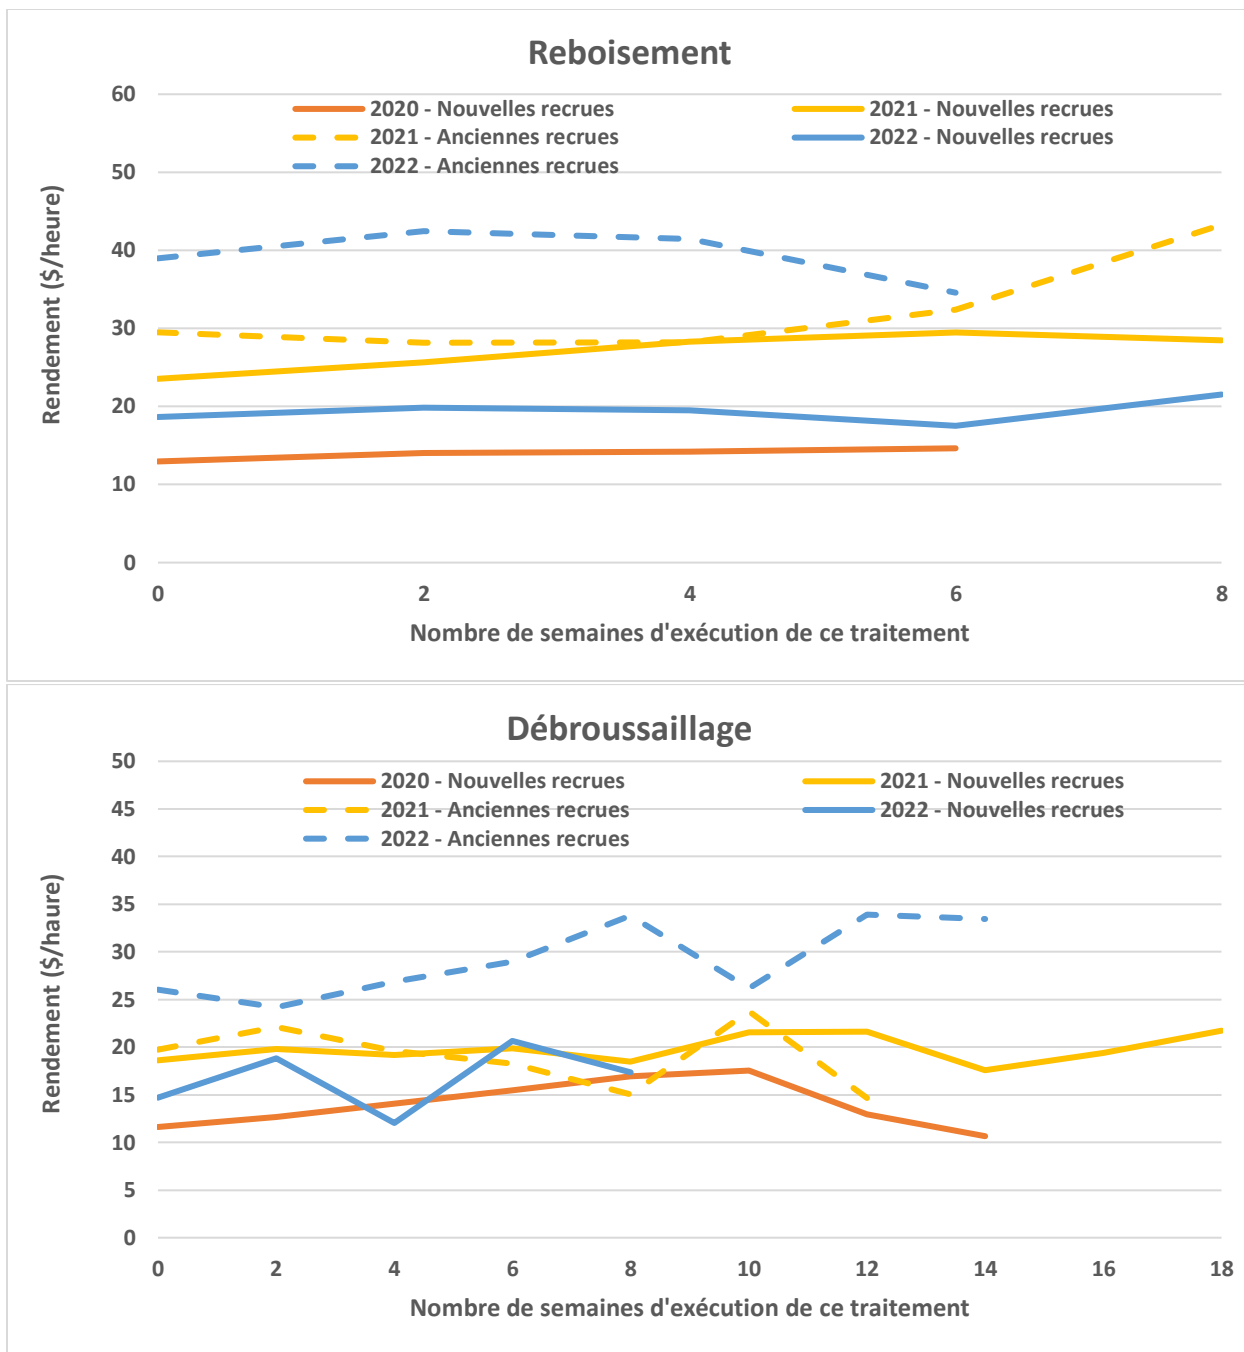 Reboisement
60
2020 - Nouvelles recrues
2021 - Nouvelles recrues
2021 - Anciennes recrues
2022 - Nouvelles recrues
2022 - Anciennes recrues
50
40
30
20
10
0
Rendement ($/heure)
0 2 4 6 8
Nombre de semaines d'exécution de ce traitement
Débroussaillage
50
2020 - Nouvelles recrues
2021 - Nouvelles recrues
2021 - Anciennes recrues
2022 - Nouvelles recrues
2022 - Anciennes recrues
45
40
35
30
25
20
15
10
5
0
Rendement ($/haure)
0 2 4 6 8 10 12 14 16 18
Nombre de semaines d'exécution de ce traitement